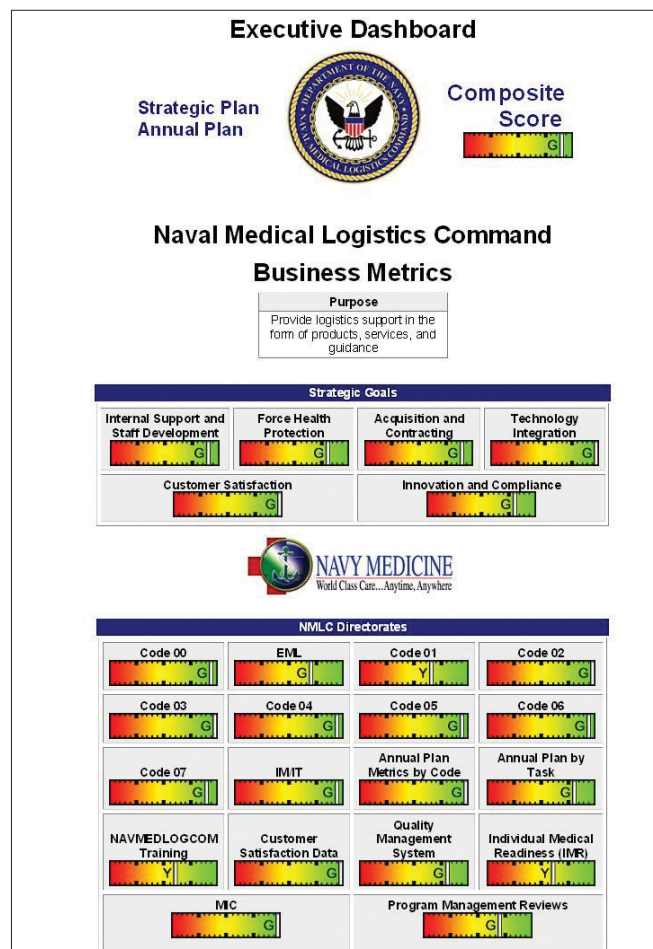 Executive Dashboard
Strategic Plan
Annual Plan
DEPARTMENT OF THE NAVY
NAVAL MEDICAL LOGISTICS COMMAND
Composite
Score
G
Naval Medical Logistics Command
Business Metrics
Purpose
Provide logistics support in the
form of products, services, and
guidance
Strategic Goals
Internal Support and
Staff Development
G
Force Health
Protection
G
Acquisition and
Contracting
G
Technology
Integration
G
Customer Satisfaction
G
Innovation and Compliance
G
NAVY MEDICINE
World Class Care...Anytime, Anywhere
NMLC Directorates
Code 00
G
EML
G
Code 01
Y
Code 02
G
Code 03
G
Code 04
G
Code 05
G
Code 06
G
Code 07
G
IM/IT
G
Annual Plan
Metrics by Code
G
Annual Plan by
Task
G
NAVMEDLOGCOM
Training
Y
Customer
Satisfaction Data
G
Quality
Management
System
G
Individual Medical
Readiness (IMR)
Y
MIC
G
Program Management Reviews
G